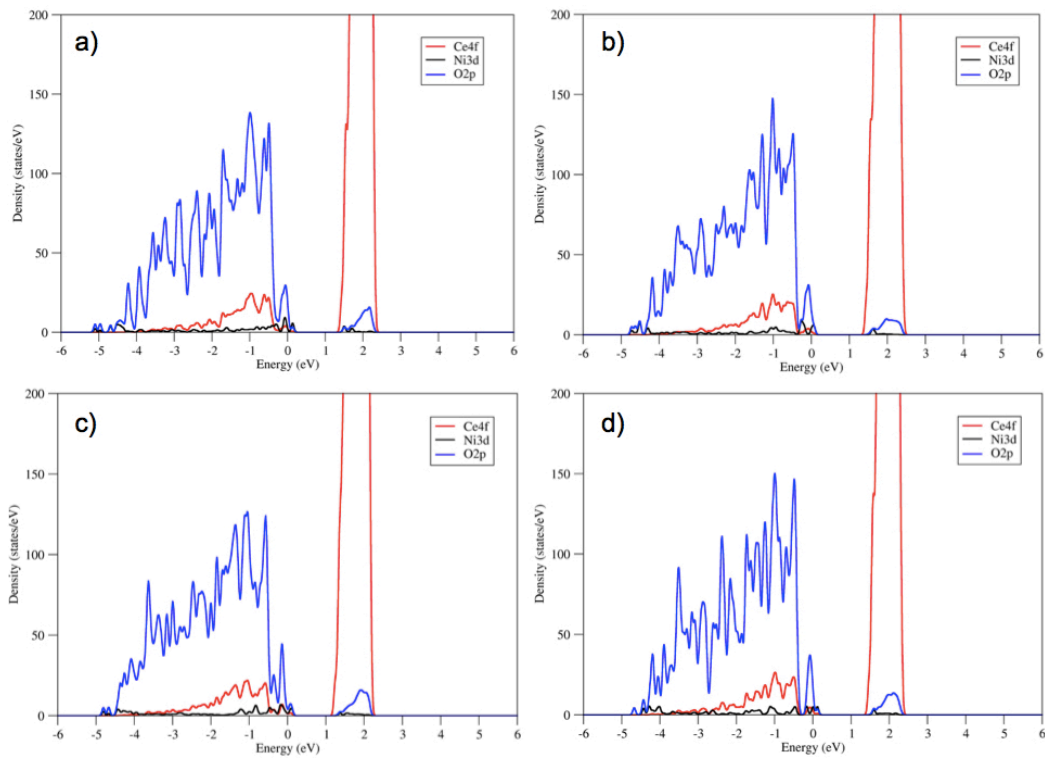 a)
200
150
100
50
0
Density (states/eV)
Ce4f
Ni3d
O2p
-6 -5 -4 -3 -2 -1 0 1 2 3 4 5 6
Energy (eV)
b)
200
150
100
50
0
Density (states/eV)
Ce4f
Ni3d
O2p
-6 -5 -4 -3 -2 -1 0 1 2 3 4 5 6
Energy (eV)
c)
200
150
100
50
0
Density (states/eV)
Ce4f
Ni3d
O2p
-6 -5 -4 -3 -2 -1 0 1 2 3 4 5 6
Energy (eV)
d)
200
150
100
50
0
Density (states/eV)
Ce4f
Ni3d
O2p
-6 -5 -4 -3 -2 -1 0 1 2 3 4 5 6
Energy (eV)